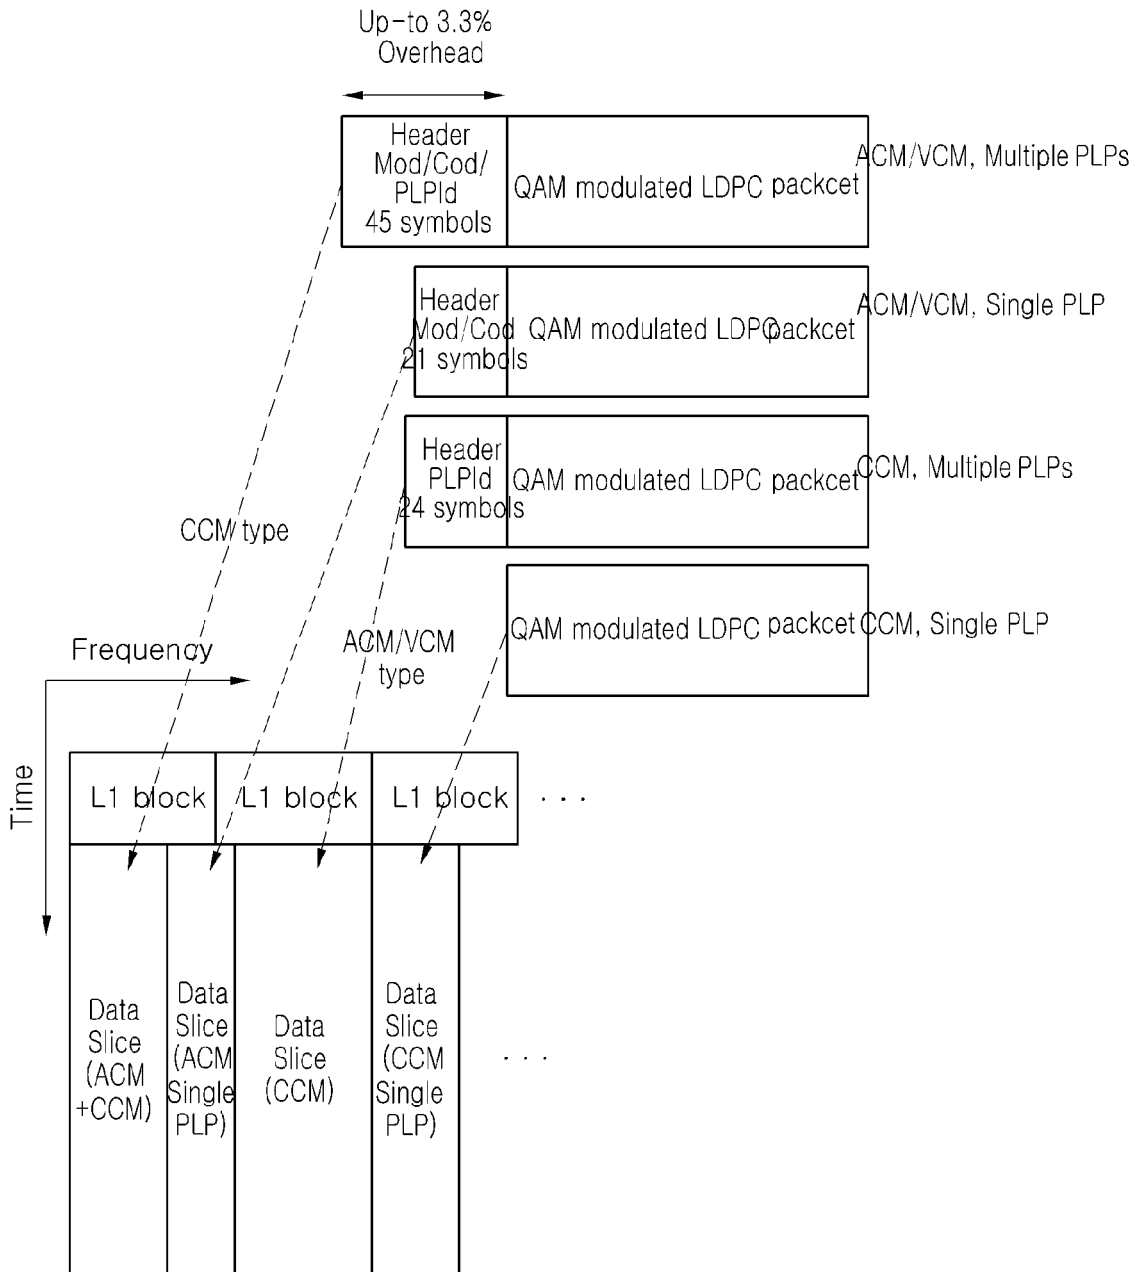 Up-to 3.3%
Overhead
Header
Mod/Cod/
PLPId
45 symbols
QAM modulated LDPC packcet
ACM/VCM, Multiple PLPs
Header
Mod/Cod
21 symbols
QAM modulated LDPC packcet
ACM/VCM, Single PLP
Header
PLPId
24 symbols
QAM modulated LDPC packcet
CCM, Multiple PLPs
CCM type
QAM modulated LDPC packcet
CCM, Single PLP
ACM/VCM
type
Frequency
Time
L1 block
L1 block
L1 block
. . .
Data
Slice
(ACM
+CCM)
Data
Slice
(ACM
Single
PLP)
Data
Slice
(CCM)
Data
Slice
(CCM
Single
PLP)
. . .